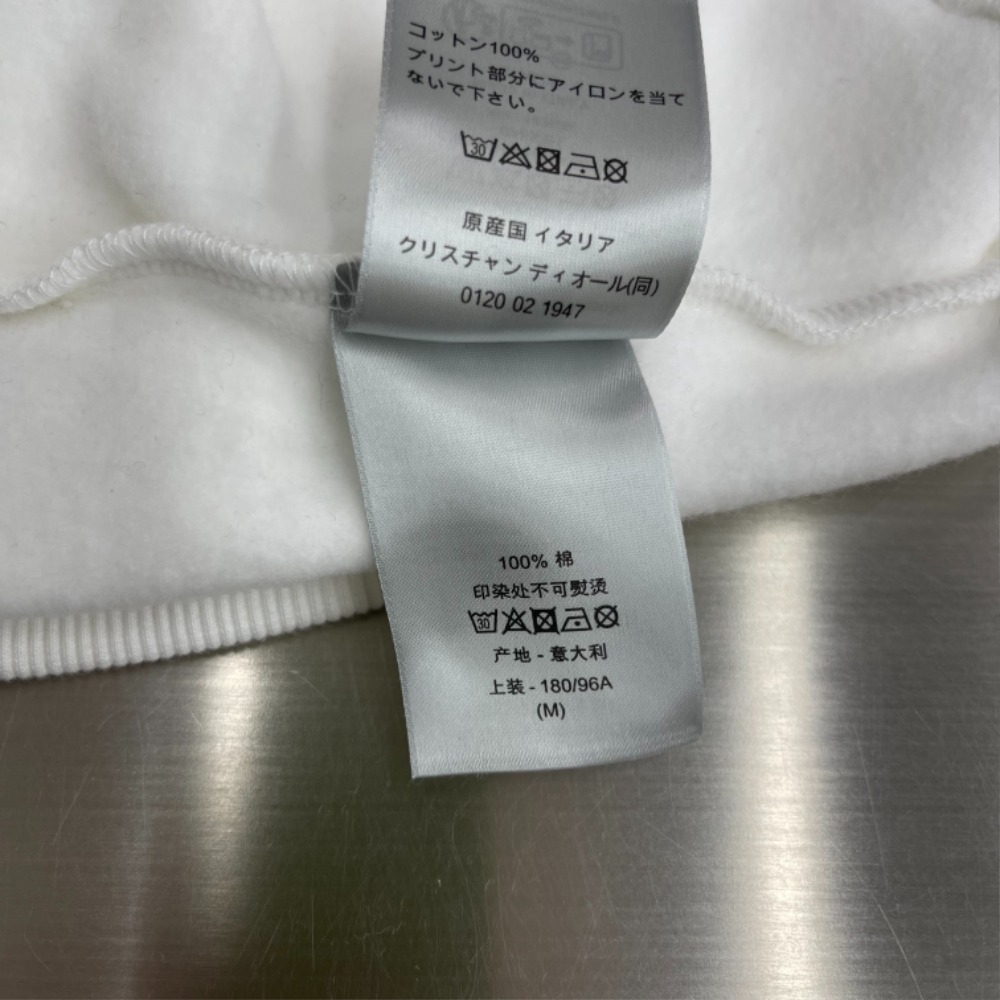 コットン100%
プリント部分にアイロンを当て
ないで下さい。
30
原産国 イタリア
クリスチャン ディオール(同)
0120 02 1947
100% 棉
印染处不可熨烫
30
产地 - 意大利
上装 - 180/96A
(M)